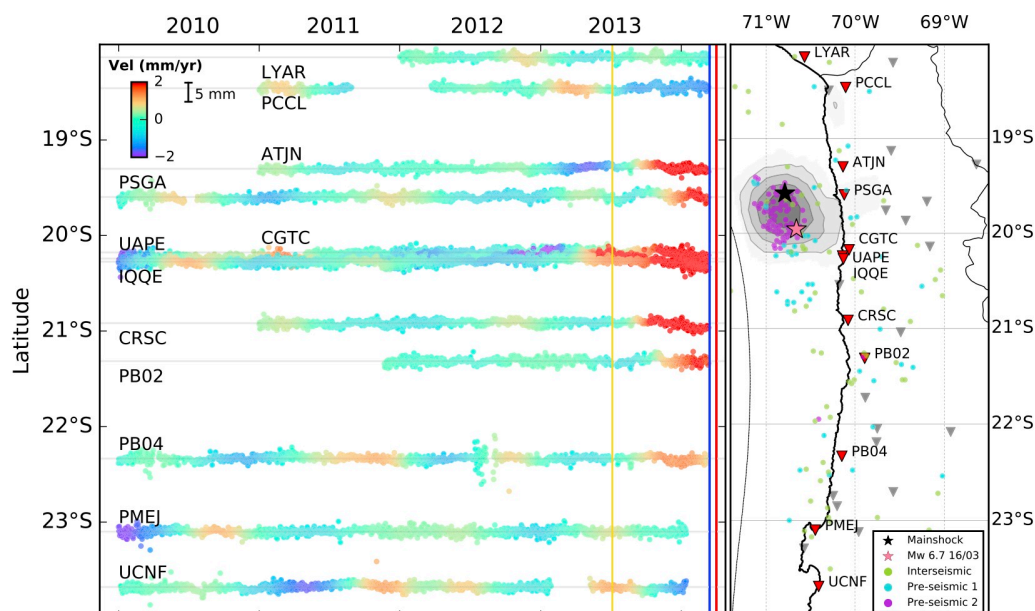 2010 2011 2012 2013
71°W 70°W 69°W
Vel (mm/yr)
2
0
−2
5 mm
Latitude
19°S
20°S
21°S
22°S
23°S
LYAR
PCCL
ATJN
PSGA
UAPE
CGTC
IQQE
CRSC
PB02
PB04
PMEJ
UCNF
LYAR
PCCL
ATJN
PSGA
CGTC
UAPE
IQQE
CRSC
PB02
PB04
PMEJ
UCNF
19°S
20°S
21°S
22°S
23°S
Mainshock
Mw 6.7 16/03
Interseismic
Pre-seismic 1
Pre-seismic 2